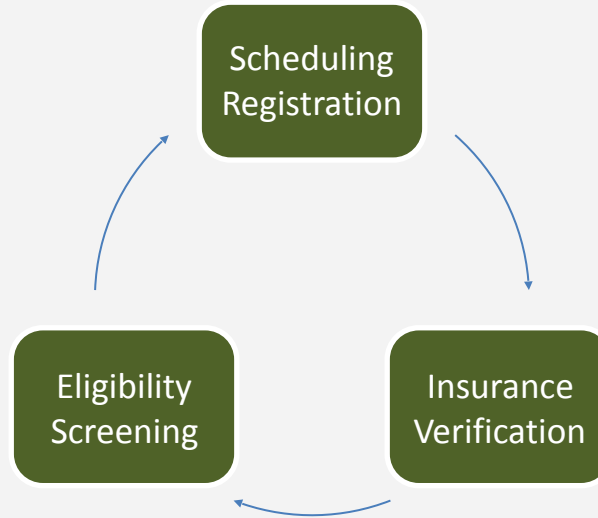 Scheduling
Registration
Eligibility
Screening
Insurance
Verification